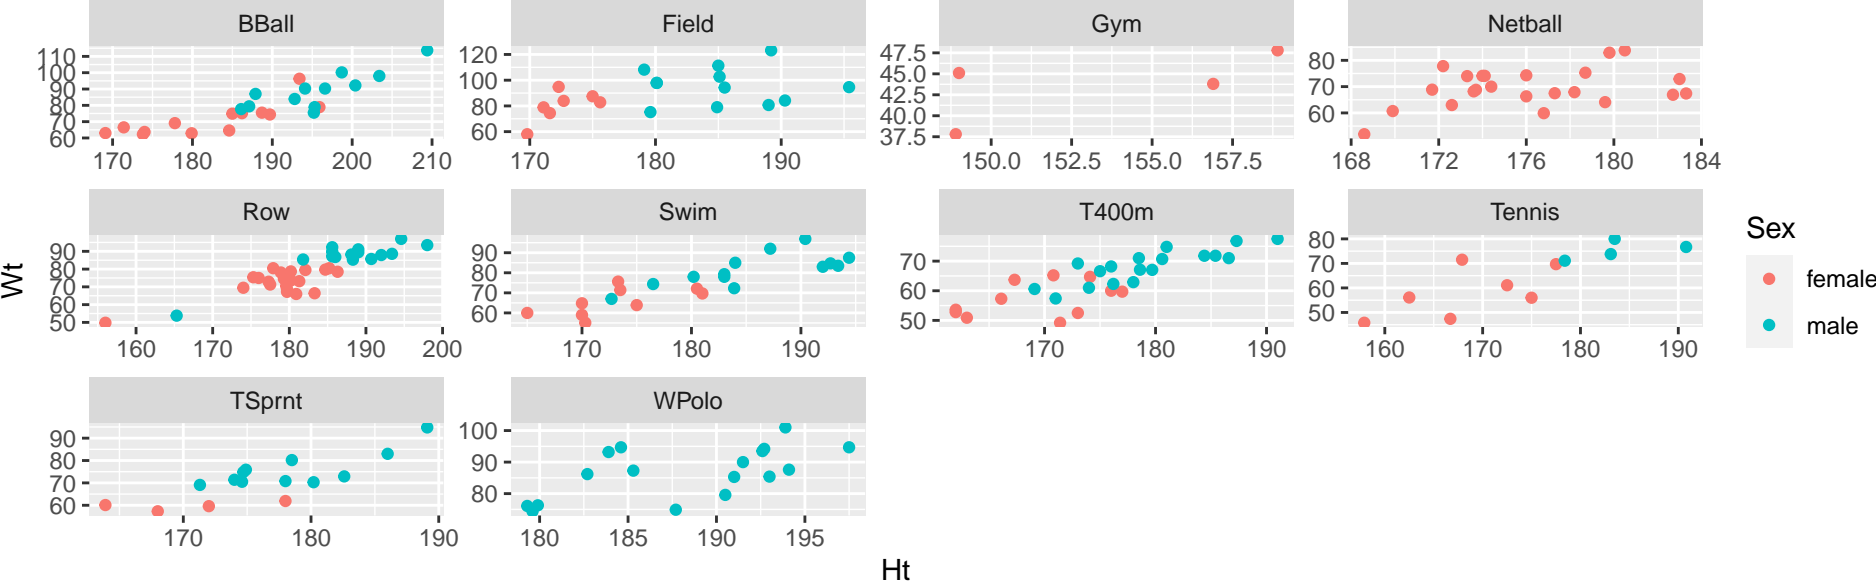 BBall Field Gym Netball
110
100
90
80
70
60
170 180 190 200 210
120
100
80
60
170 180 190
47.5
45.0
42.5
40.0
37.5
150.0 152.5 155.0 157.5
80
70
60
168 172 176 180 184
Row Swim T400m Tennis
90
80
70
60
50
160 170 180 190 200
90
80
70
60
170 180 190
70
60
50
170 180 190
80
70
60
50
160 170 180 190
TSprnt WPolo
90
80
70
60
170 180 190
100
90
80
180 185 190 195
Wt
Ht
Sex
female
male